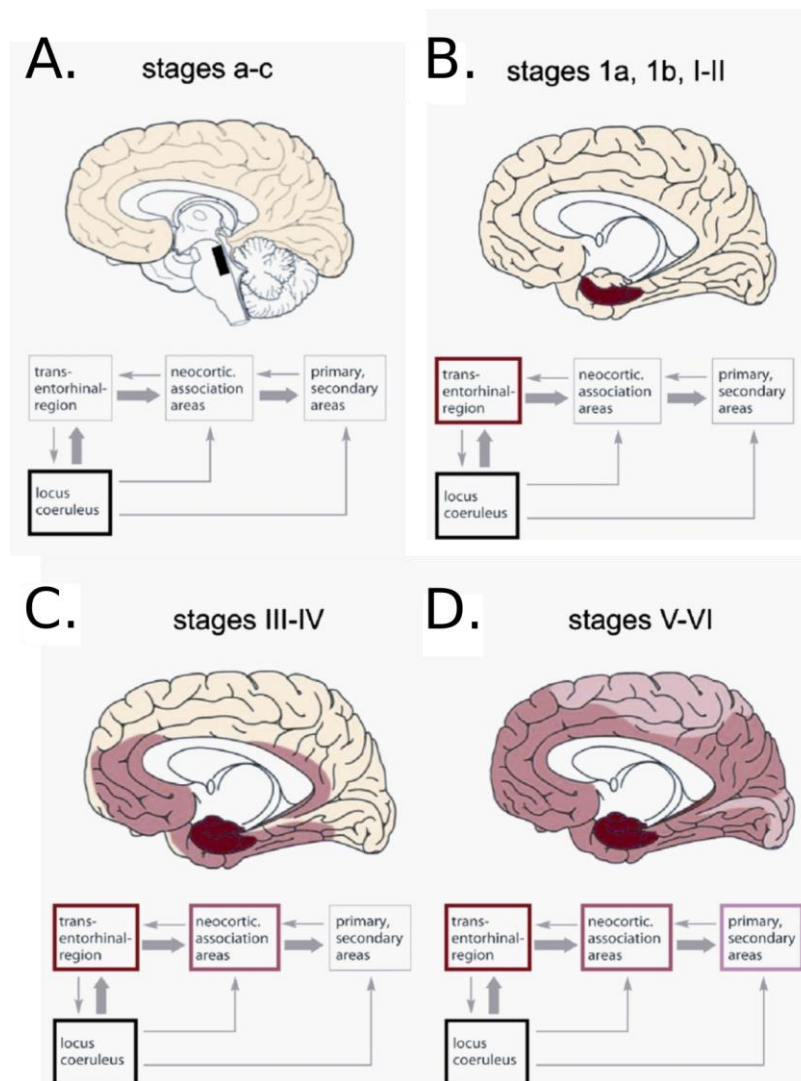 A.
stages a-c
trans-
entorhinal-
region
neocortic.
association
areas
primary,
secondary
areas
locus
coeruleus
B.
stages 1a, 1b, I-II
trans-
entorhinal-
region
neocortic.
association
areas
primary,
secondary
areas
locus
coeruleus
C.
stages III-IV
trans-
entorhinal-
region
neocortic.
association
areas
primary,
secondary
areas
locus
coeruleus
D.
stages V-VI
trans-
entorhinal-
region
neocortic.
association
areas
primary,
secondary
areas
locus
coeruleus